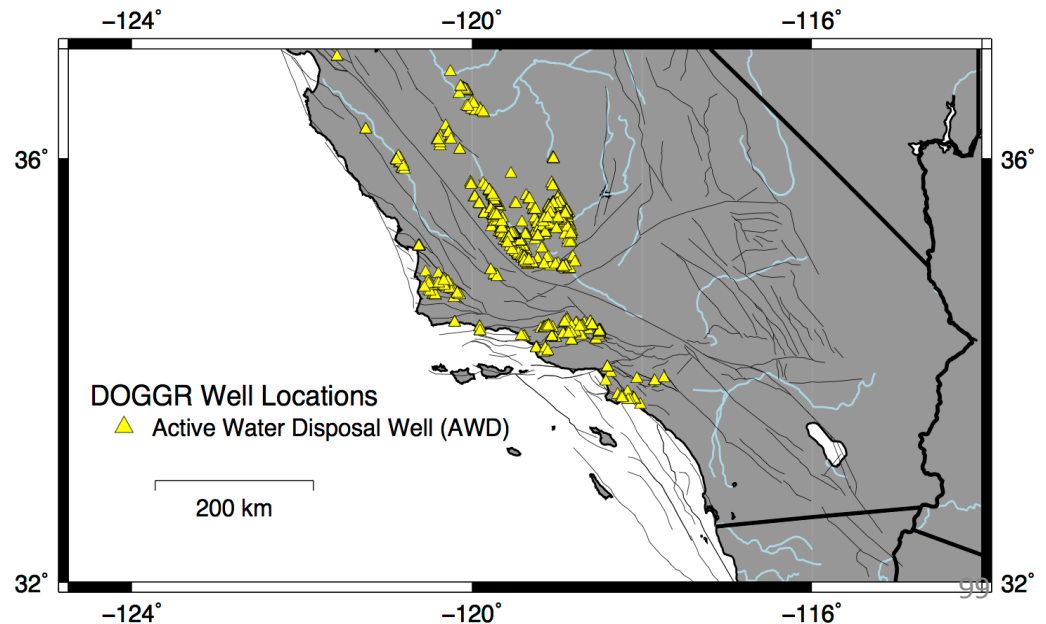 −124˚ −120˚ −116˚
36˚ 36˚
DOGGR Well Locations
Active Water Disposal Well (AWD)
200 km
32˚ 99 32˚
−124˚ −120˚ −116˚